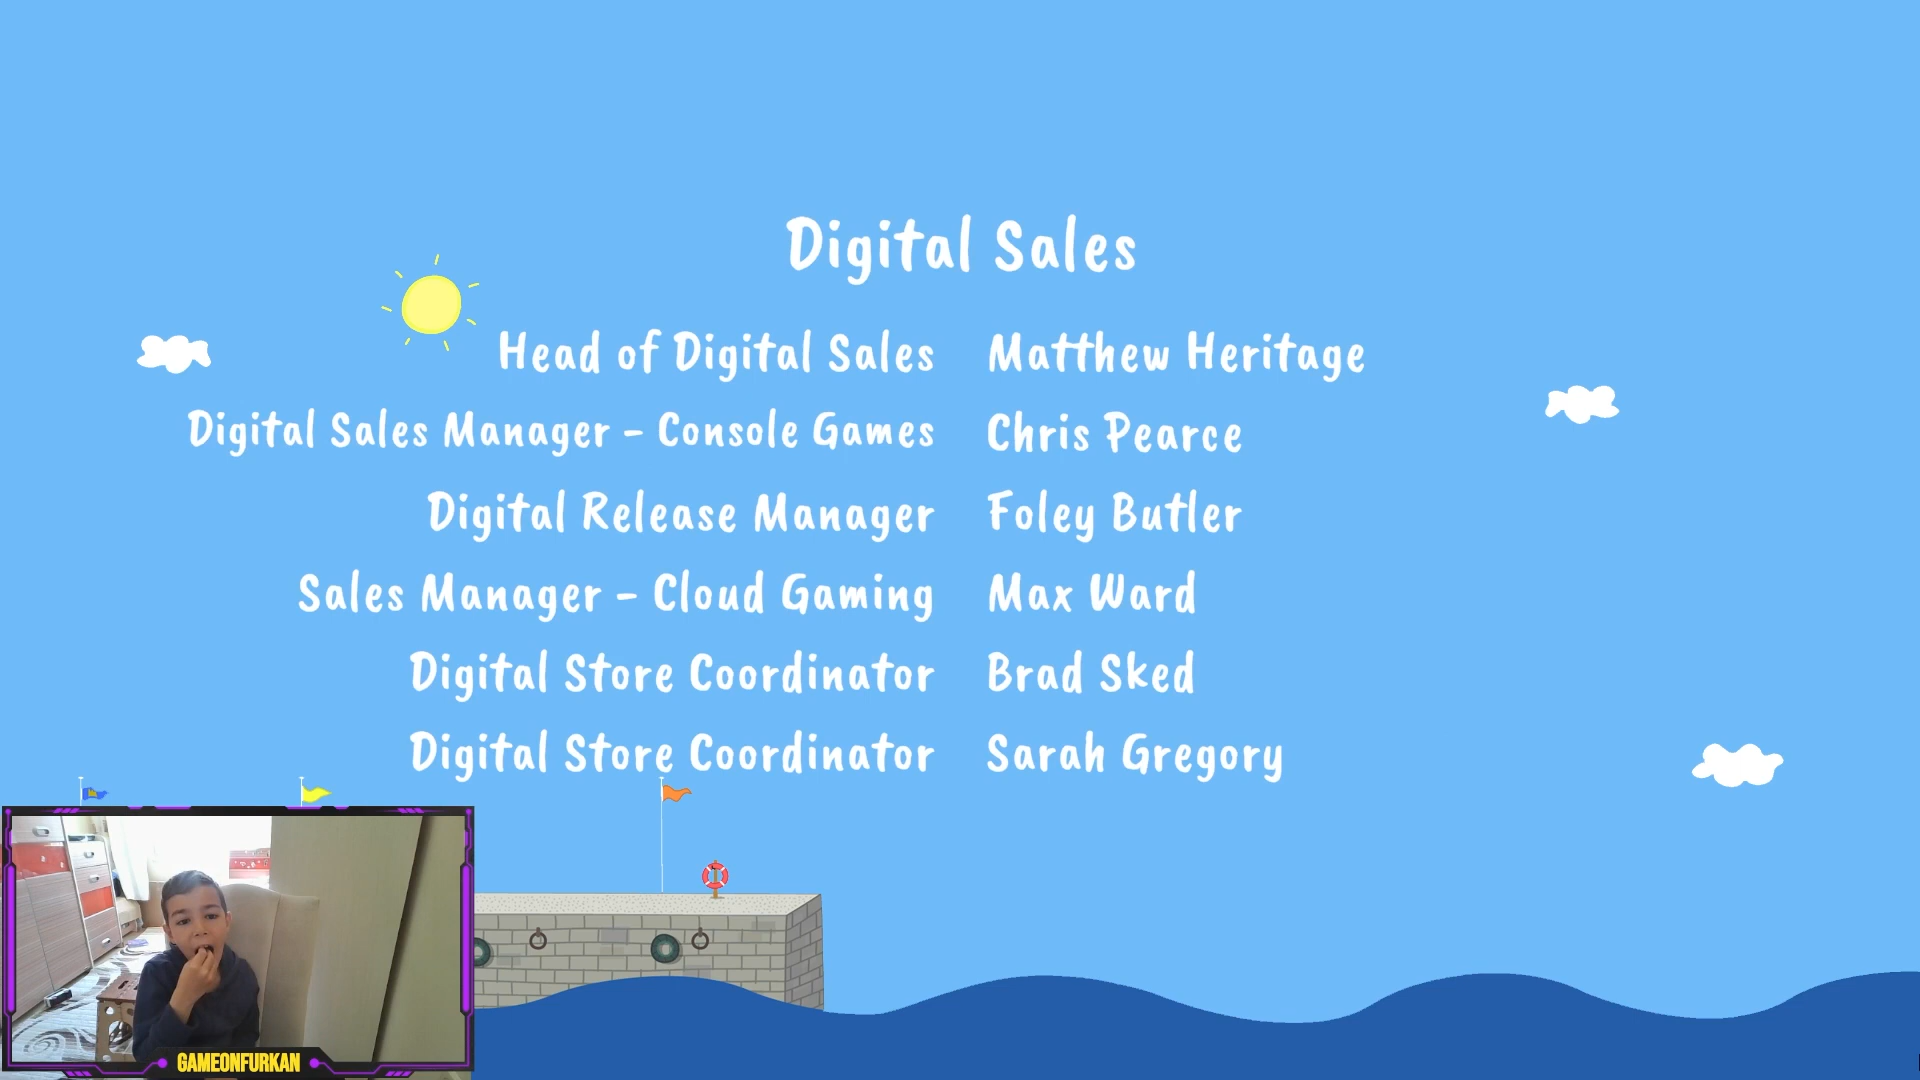 Digital Sales
Head of Digital Sales Matthew Heritage
Digital Sales Manager - Console Games Chris Pearce
Digital Release Manager Foley Butler
Sales Manager - Cloud Gaming Max Ward
Digital Store Coordinator Brad Sked
Digital Store Coordinator Sarah Gregory
GAMEONFURKAN